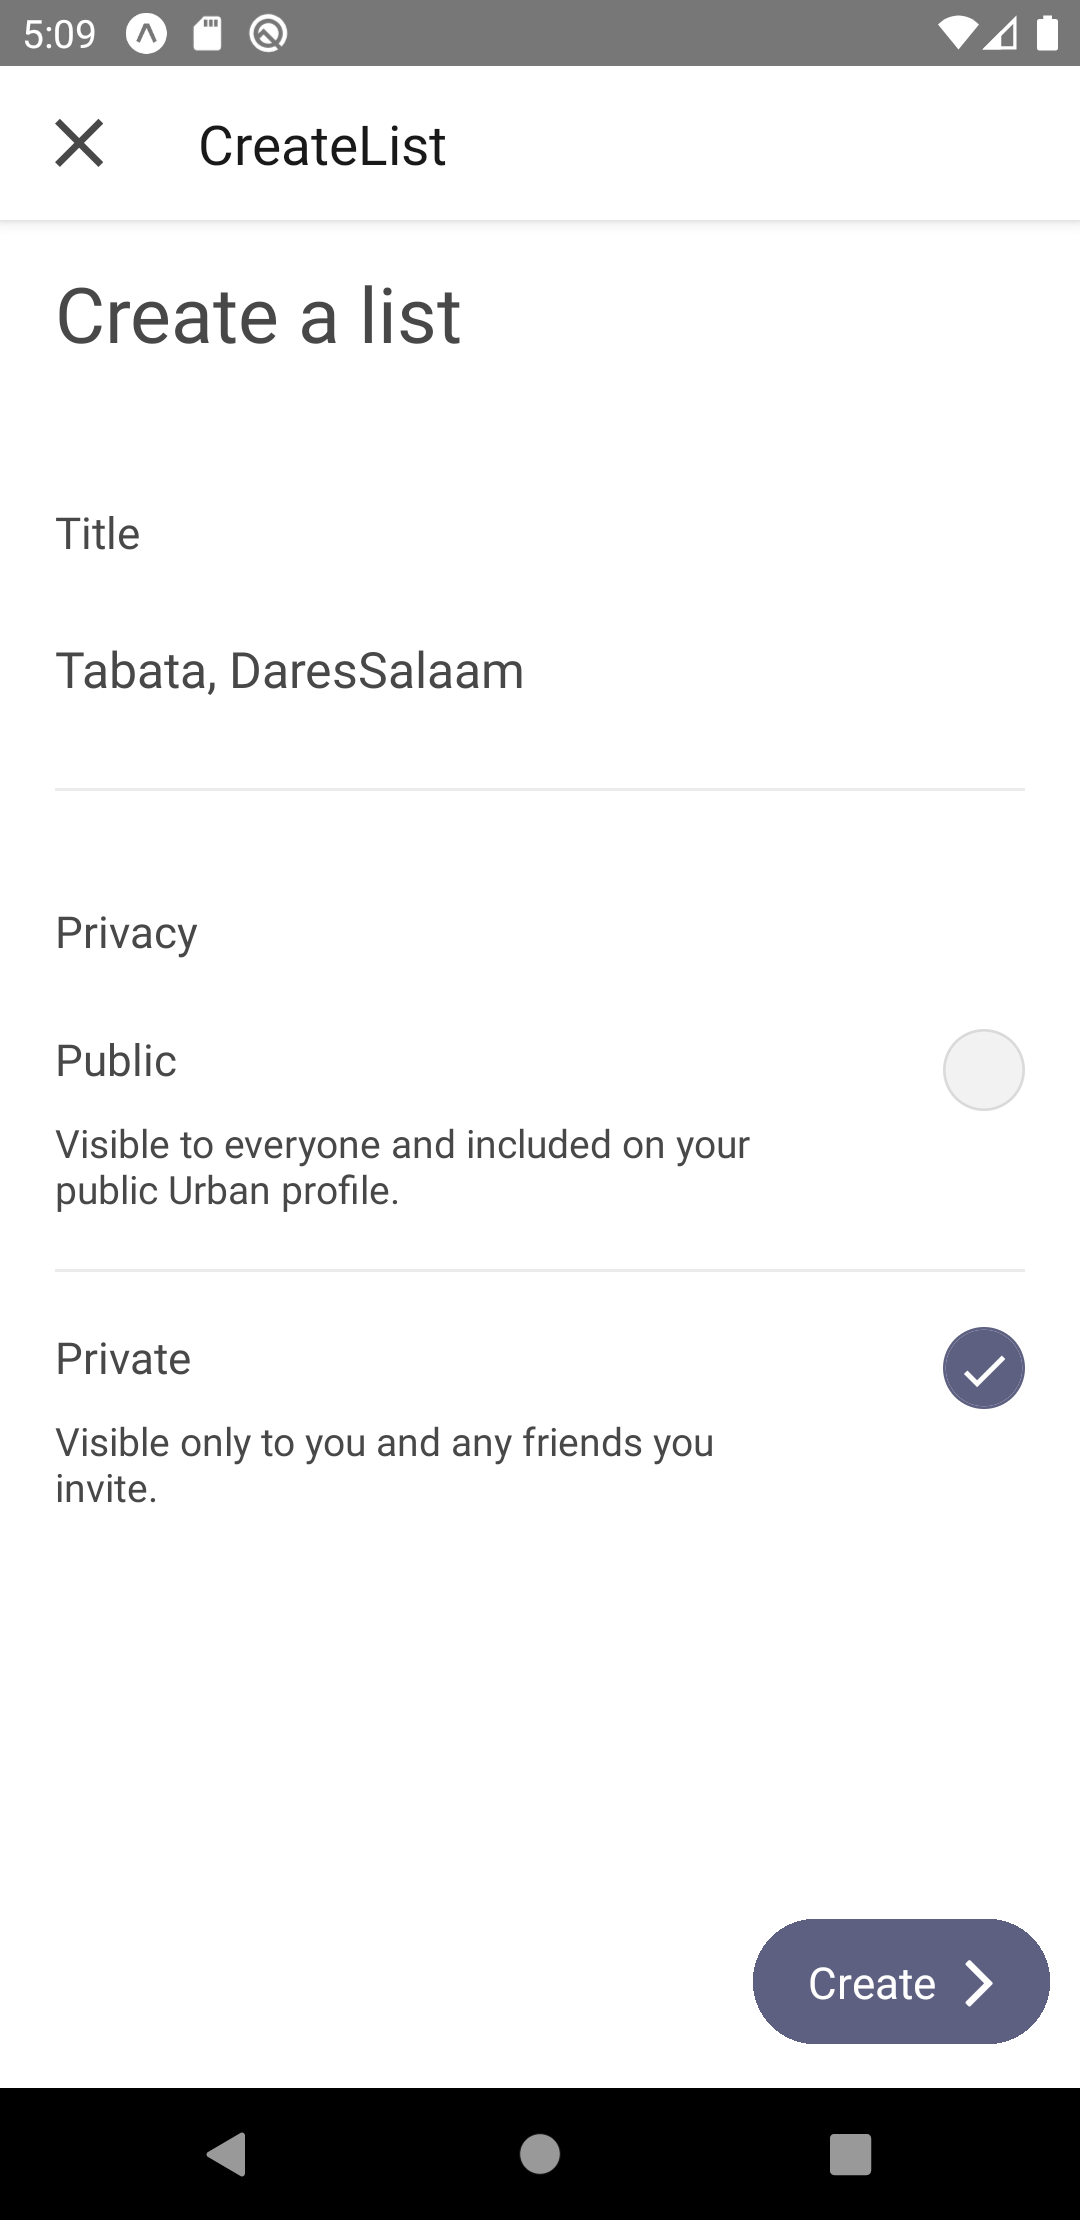 5:09
CreateList
Create a list
Title
Tabata, DaresSalaam
Privacy
Public
Visible to everyone and included on your
public Urban profile.
Private
Visible only to you and any friends you
invite.
Create